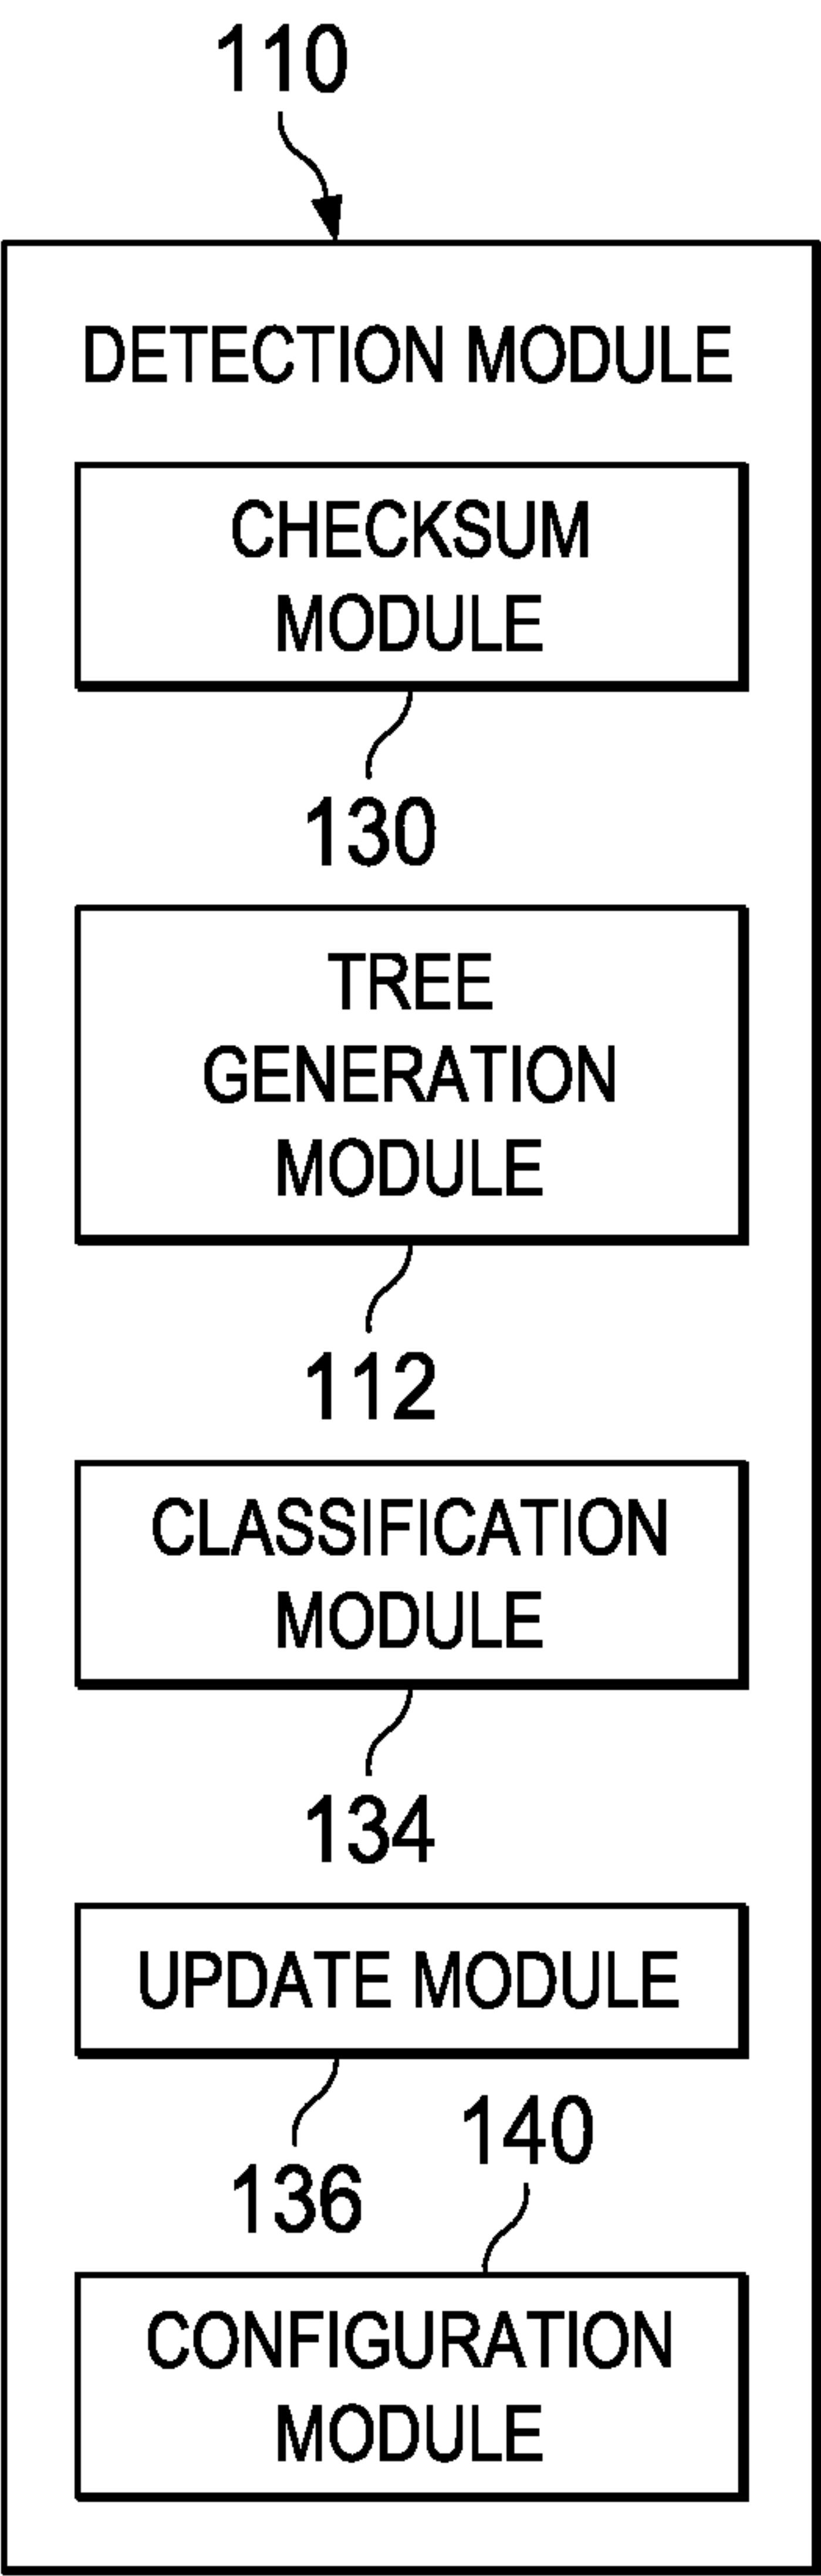 110
DETECTION MODULE
CHECKSUM
MODULE
130
TREE
GENERATION
MODULE
112
CLASSIFICATION
MODULE
134
UPDATE MODULE
136
140
CONFIGURATION
MODULE